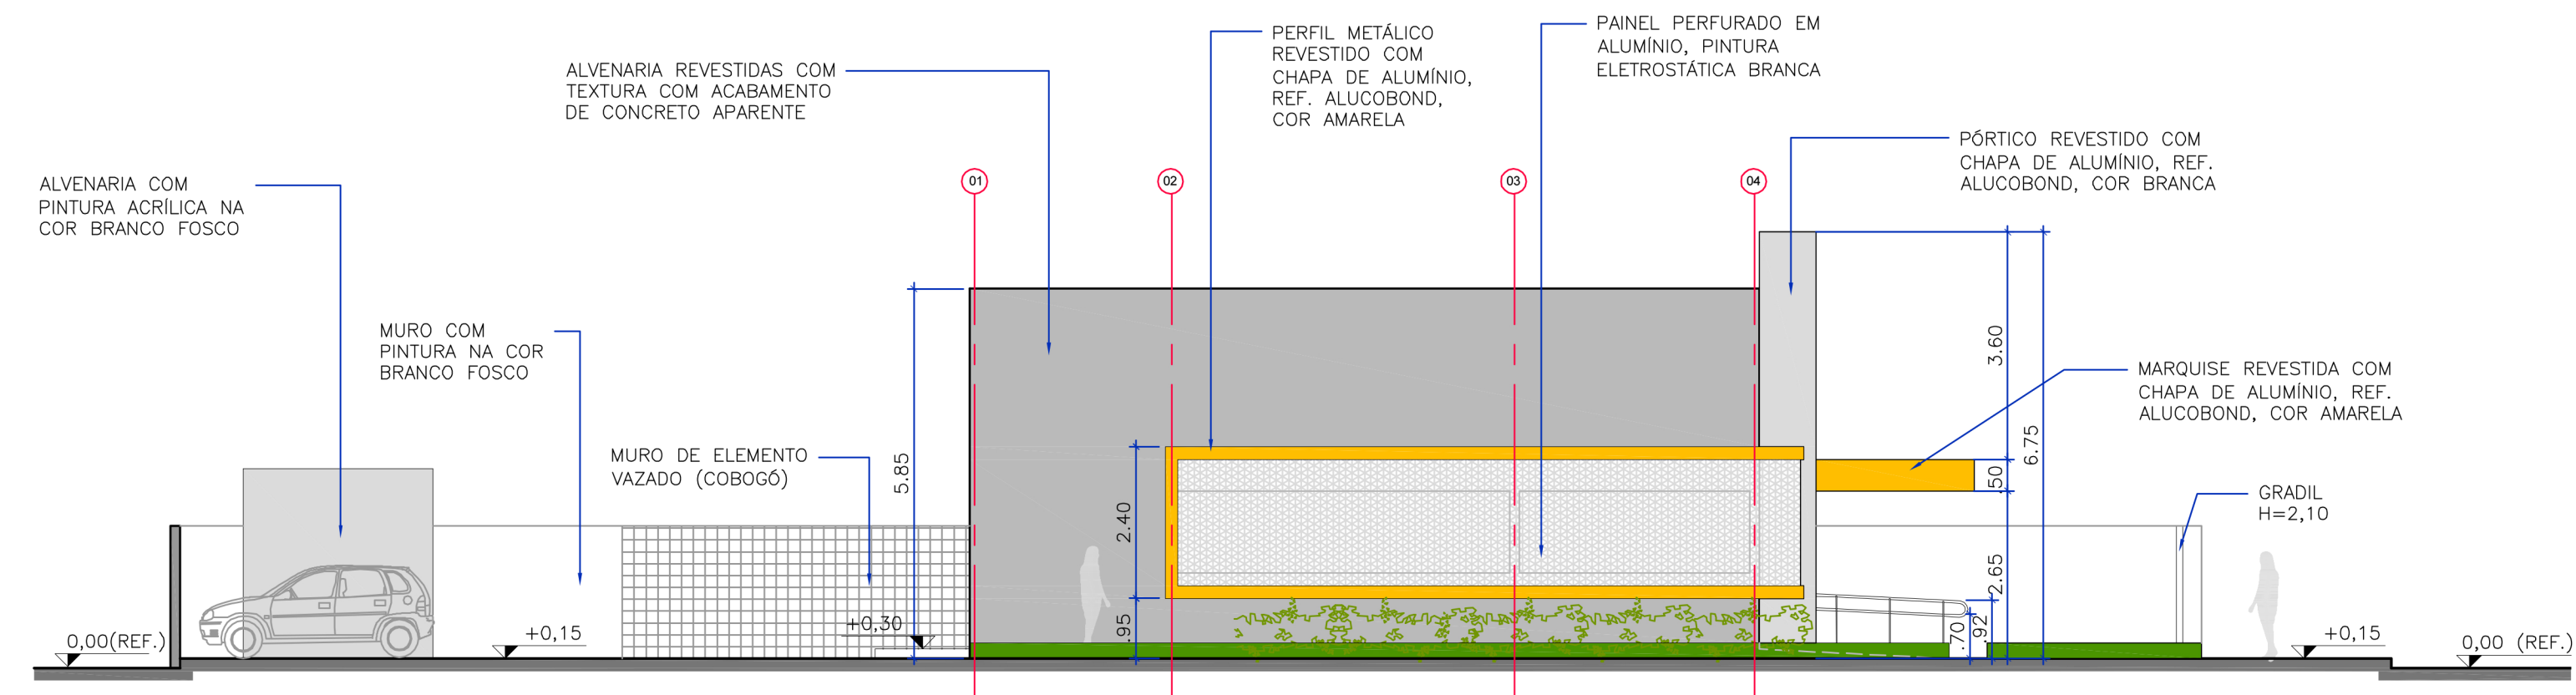 PERFIL METÁLICO
REVESTIDO COM
CHAPA DE ALUMÍNIO,
REF. ALUCOBOND,
COR AMARELA
PAINEL PERFURADO EM
ALUMÍNIO, PINTURA
ELETROSTÁTICA BRANCA
ALVENARIA REVESTIDAS COM
TEXTURA COM ACABAMENTO
DE CONCRETO APARENTE
PÓRTICO REVESTIDO COM
CHAPA DE ALUMÍNIO, REF.
ALUCOBOND, COR BRANCA
ALVENARIA COM
PINTURA ACRÍLICA NA
COR BRANCO FOSCO
01
02
03
04
MURO COM
PINTURA NA COR
BRANCO FOSCO
MARQUISE REVESTIDA COM
CHAPA DE ALUMÍNIO, REF.
ALUCOBOND, COR AMARELA
MURO DE ELEMENTO
VAZADO (COBOGÓ)
GRADIL
H=2,10
5.85
2.40
.95
3.60
6.75
.50
2.65
.70
.92
0,00(REF.)
+0,15
+0,30
+0,15
0,00 (REF.)